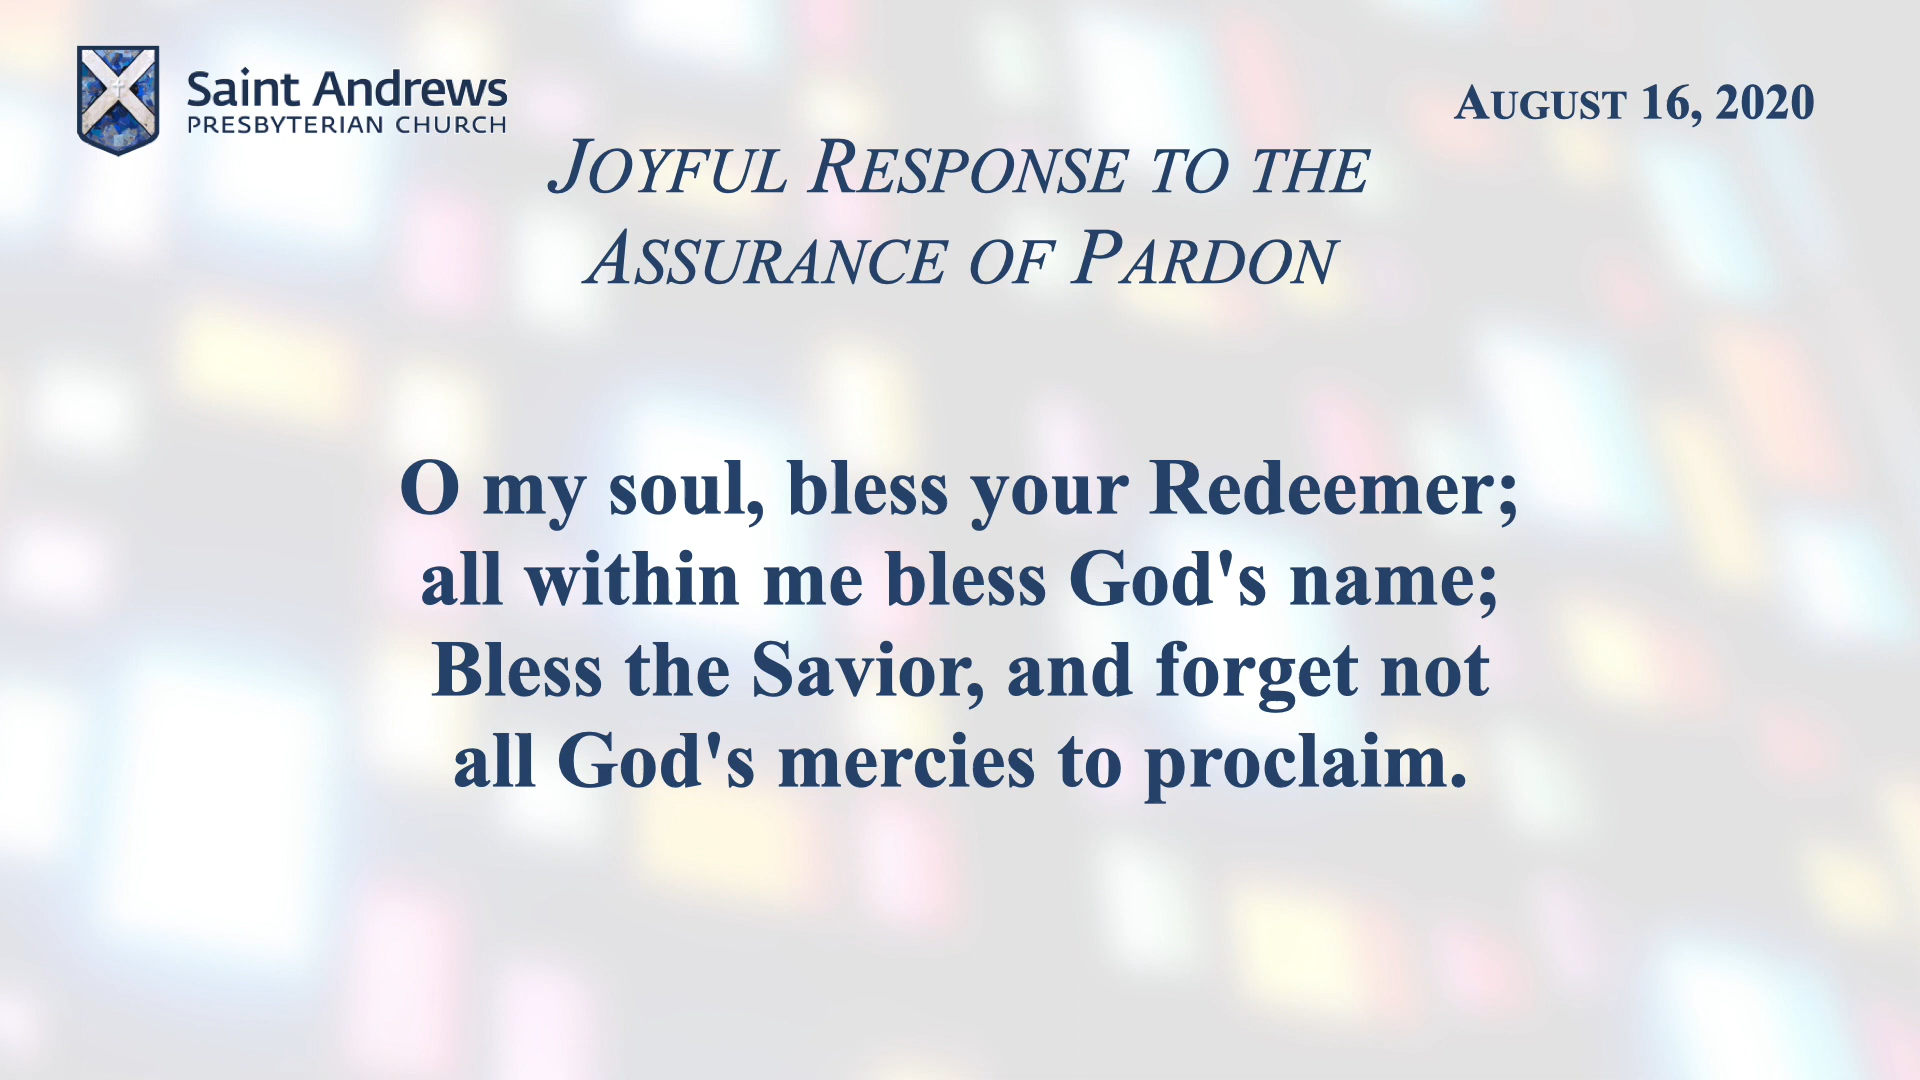 Saint Andrews
PRESBYTERIAN CHURCH
AUGUST 16, 2020
JOYFUL RESPONSE TO THE
ASSURANCE OF PARDON
O my soul, bless your Redeemer;
all within me bless God's name;
Bless the Savior, and forget not
all God's mercies to proclaim.